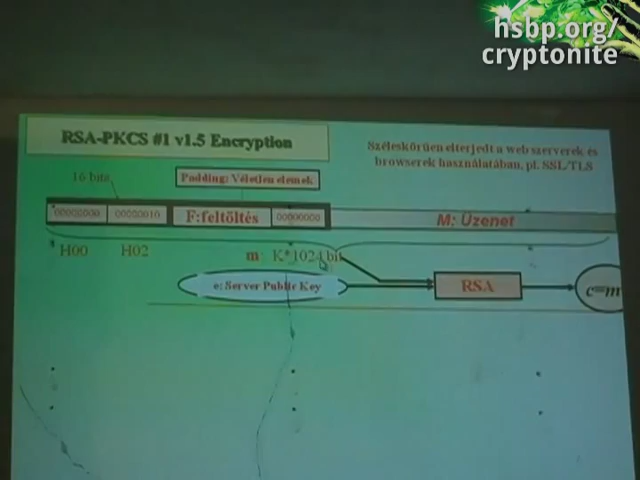 hsbp.org/
cryptonite
RSA-PKCS #1 v1.5 Encryption
Széleskörűen elterjedt a web szerverek és
browserek használatában, pl. SSL/TLS
16 bits
Padding: Véletlen elemek
00000000 00000010 F:feltöltés 00000000 M: Üzenet
H00 H02 m K*1024 bit
e: Server Public Key RSA c=m